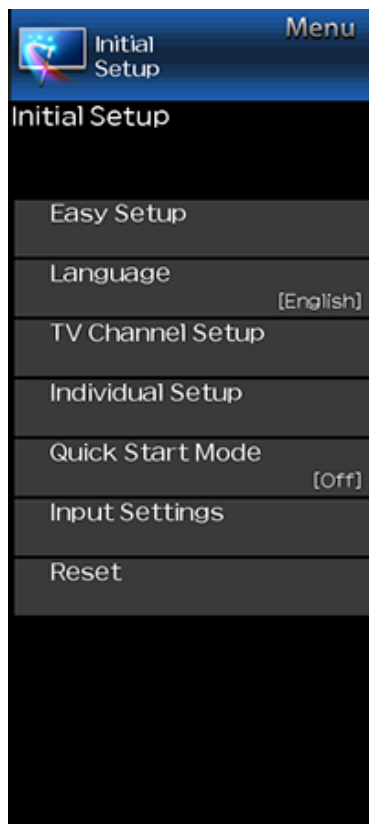 Initial
Setup
Menu
Initial Setup
Easy Setup
Language
[English]
TV Channel Setup
Individual Setup
Quick Start Mode
[Off]
Input Settings
Reset